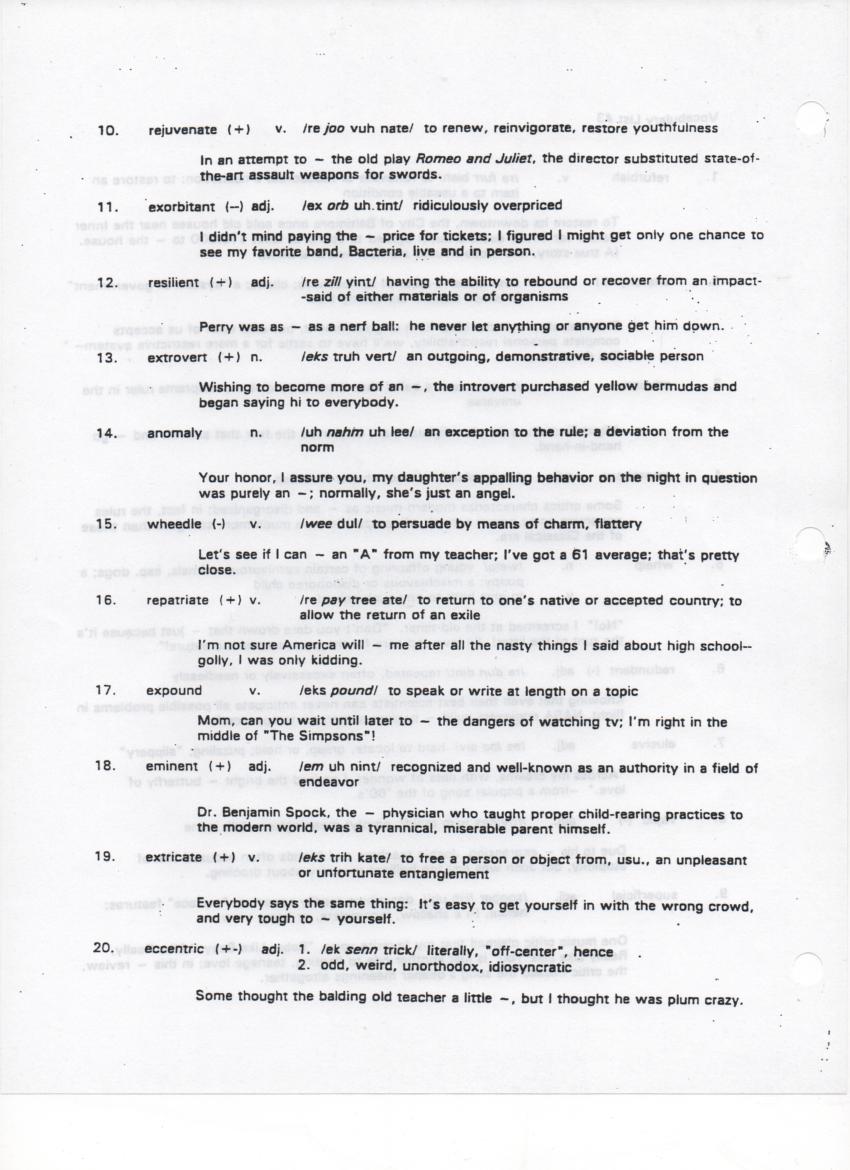 10. rejuvenate (+) v. /re joo vuh nate/ to renew, reinvigorate, restore youthfulness
In an attempt to ~ the old play Romeo and Juliet, the director substituted state-of-
the-art assault weapons for swords.
11. exorbitant (--) adj. /ex orb uh tint/ ridiculously overpriced
I didn't mind paying the ~ price for tickets; I figured I might get only one chance to
see my favorite band, Bacteria, live and in person.
12. resilient (+) adj. /re zill yint/ having the ability to rebound or recover from an impact-
-said of either materials or of organisms
Perry was as ~ as a nerf ball: he never let anything or anyone get him down.
13. extrovert (+) n. /eks truh vert/ an outgoing, demonstrative, sociable person
Wishing to become more of an ~, the introvert purchased yellow bermudas and
began saying hi to everybody.
14. anomaly n. /uh nahm uh lee/ an exception to the rule; a deviation from the
norm
Your honor, I assure you, my daughter's appalling behavior on the night in question
was purely an ~; normally, she's just an angel.
15. wheedle (-) v. /wee dul/ to persuade by means of charm, flattery
Let's see if I can ~ an "A" from my teacher; I've got a 61 average; that's pretty
close.
16. repatriate (+) v. /re pay tree ate/ to return to one's native or accepted country; to
allow the return of an exile
I'm not sure America will ~ me after all the nasty things I said about high school--
golly, I was only kidding.
17. expound v. /eks pound/ to speak or write at length on a topic
Mom, can you wait until later to ~ the dangers of watching tv; I'm right in the
middle of "The Simpsons"!
18. eminent (+) adj. /em uh nint/ recognized and well-known as an authority in a field of
endeavor
Dr. Benjamin Spock, the ~ physician who taught proper child-rearing practices to
the modern world, was a tyrannical, miserable parent himself.
19. extricate (+) v. /eks trih kate/ to free a person or object from, usu., an unpleasant
or unfortunate entanglement
Everybody says the same thing: It's easy to get yourself in with the wrong crowd,
and very tough to ~ yourself.
20. eccentric (+-) adj. 1. /ek senn trick/ literally, "off-center", hence
2. odd, weird, unorthodox, idiosyncratic
Some thought the balding old teacher a little ~, but I thought he was plum crazy.